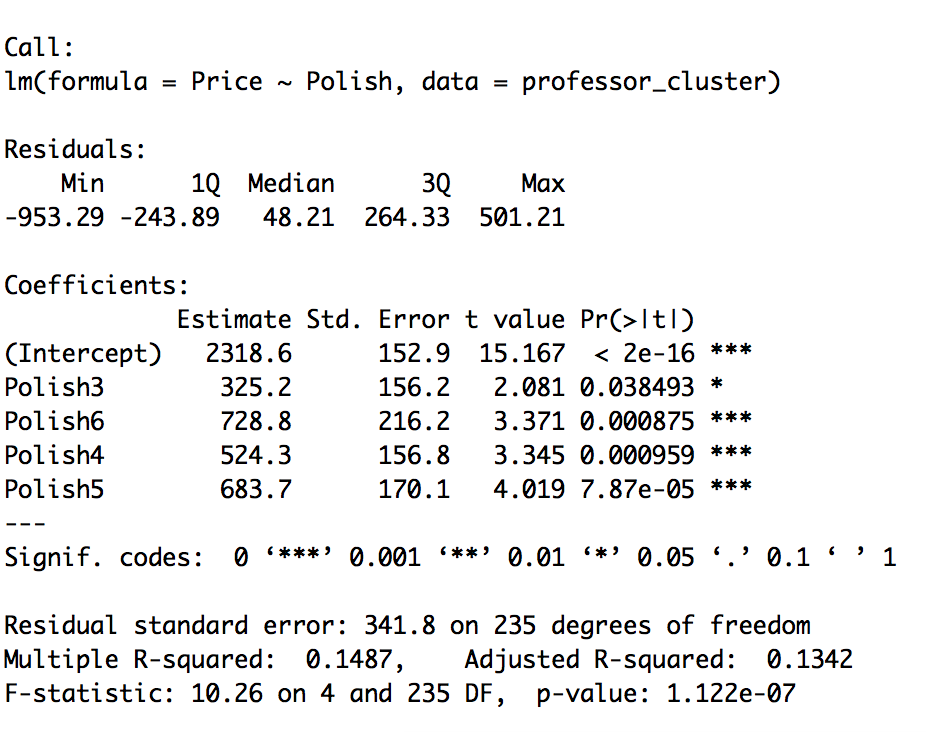 Call:
lm(formula = Price ~ Polish, data = professor_cluster)
Residuals:
    Min      1Q  Median      3Q     Max
-953.29 -243.89   48.21  264.33  501.21
Coefficients:
            Estimate Std. Error t value Pr(>|t|)
(Intercept)   2318.6      152.9  15.167  < 2e-16 ***
Polish3        325.2      156.2   2.081 0.038493 *
Polish6        728.8      216.2   3.371 0.000875 ***
Polish4        524.3      156.8   3.345 0.000959 ***
Polish5        683.7      170.1   4.019 7.87e-05 ***
---
Signif. codes:  0 ‘***’ 0.001 ‘**’ 0.01 ‘*’ 0.05 ‘.’ 0.1 ‘ ’ 1
Residual standard error: 341.8 on 235 degrees of freedom
Multiple R-squared:  0.1487,    Adjusted R-squared:  0.1342
F-statistic: 10.26 on 4 and 235 DF,  p-value: 1.122e-07